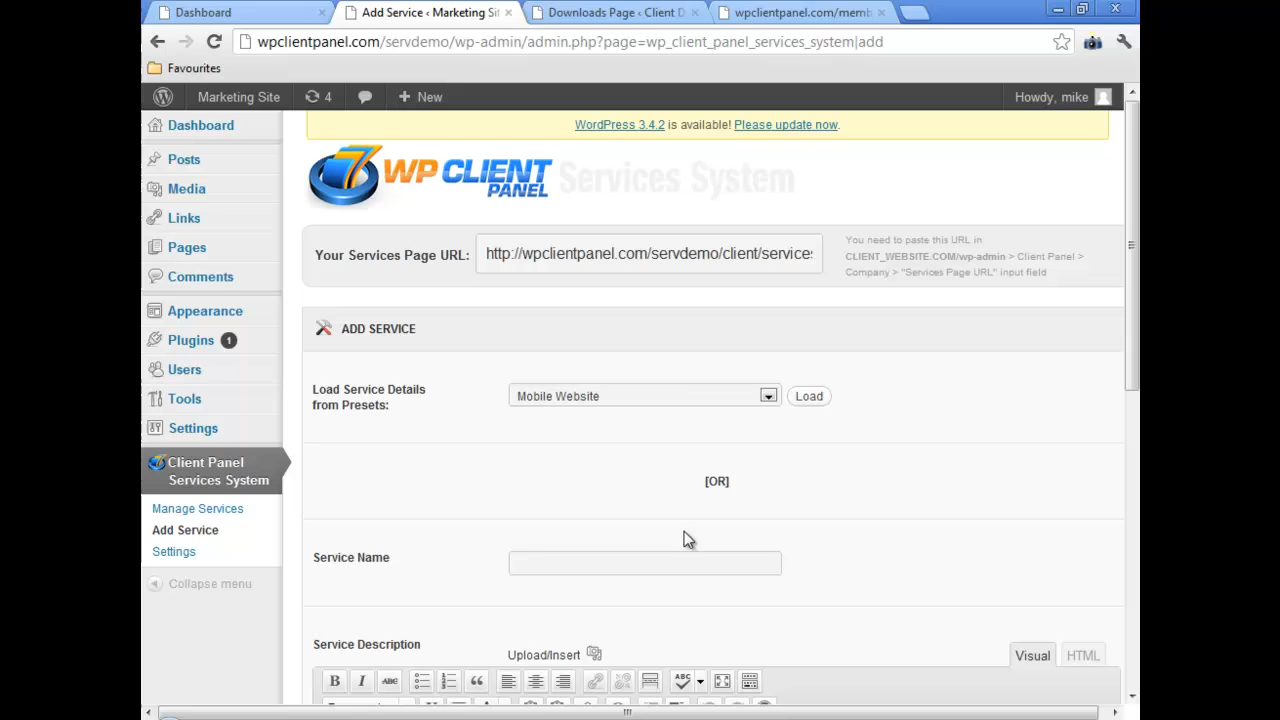 Dashboard
Add Service ‹ Marketing Sit
Downloads Page ‹ Client D
wpclientpanel.com/memb
wpclientpanel.com/servdemo/wp-admin/admin.php?page=wp_client_panel_services_system|add
Favourites
Marketing Site
4
New
Howdy, mike
WordPress 3.4.2 is available! Please update now.
Dashboard
Posts
Media
Links
Pages
Comments
Appearance
Plugins 1
Users
Tools
Settings
Client Panel
Services System
Manage Services
Add Service
Settings
Collapse menu
WP CLIENT
PANEL
Services System
Your Services Page URL:
http://wpclientpanel.com/servdemo/client/services
You need to paste this URL in
CLIENT_WEBSITE.COM/wp-admin > Client Panel >
Company > "Services Page URL" input field
ADD SERVICE
Load Service Details
from Presets:
Mobile Website
Load
[OR]
Service Name
Service Description
Upload/Insert
Visual
HTML
B I ABC
ABC